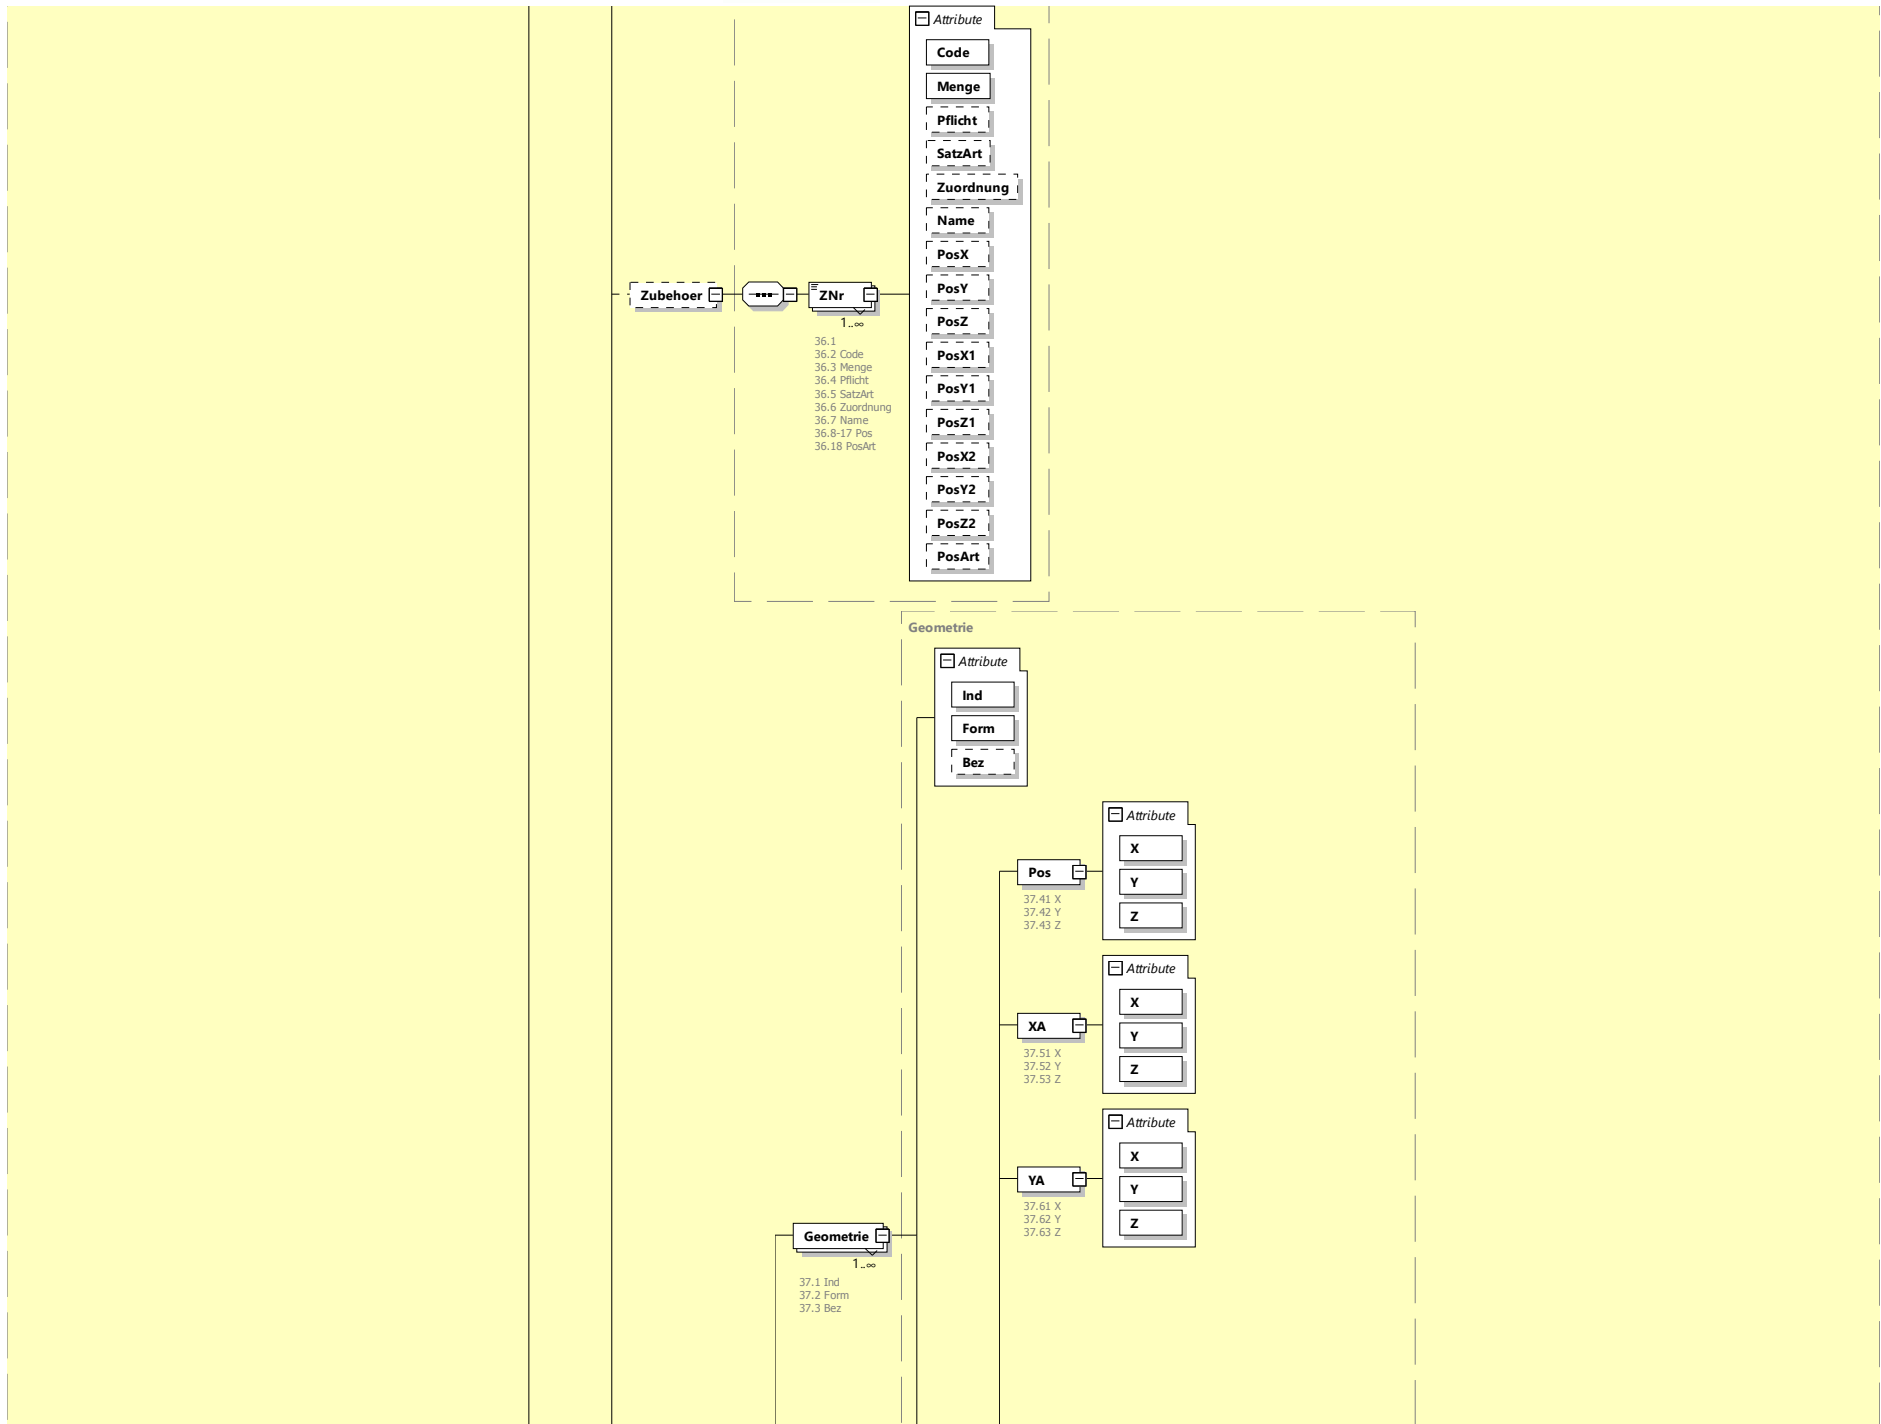 Attribute
Code
Menge
Pflicht
SatzArt
Zuordnung
Name
PosX
PosY
PosZ
PosX1
PosY1
PosZ1
PosX2
PosY2
PosZ2
PosArt
Zubehoer
ZNr
1..∞
36.1
36.2 Code
36.3 Menge
36.4 Pflicht
36.5 SatzArt
36.6 Zuordnung
36.7 Name
36.8-17 Pos
36.18 PosArt
Geometrie
Attribute
Ind
Form
Bez
Attribute
X
Y
Z
Pos
37.41 X
37.42 Y
37.43 Z
Attribute
X
Y
Z
XA
37.51 X
37.52 Y
37.53 Z
Attribute
X
Y
Z
YA
37.61 X
37.62 Y
37.63 Z
Geometrie
1..∞
37.1 Ind
37.2 Form
37.3 Bez